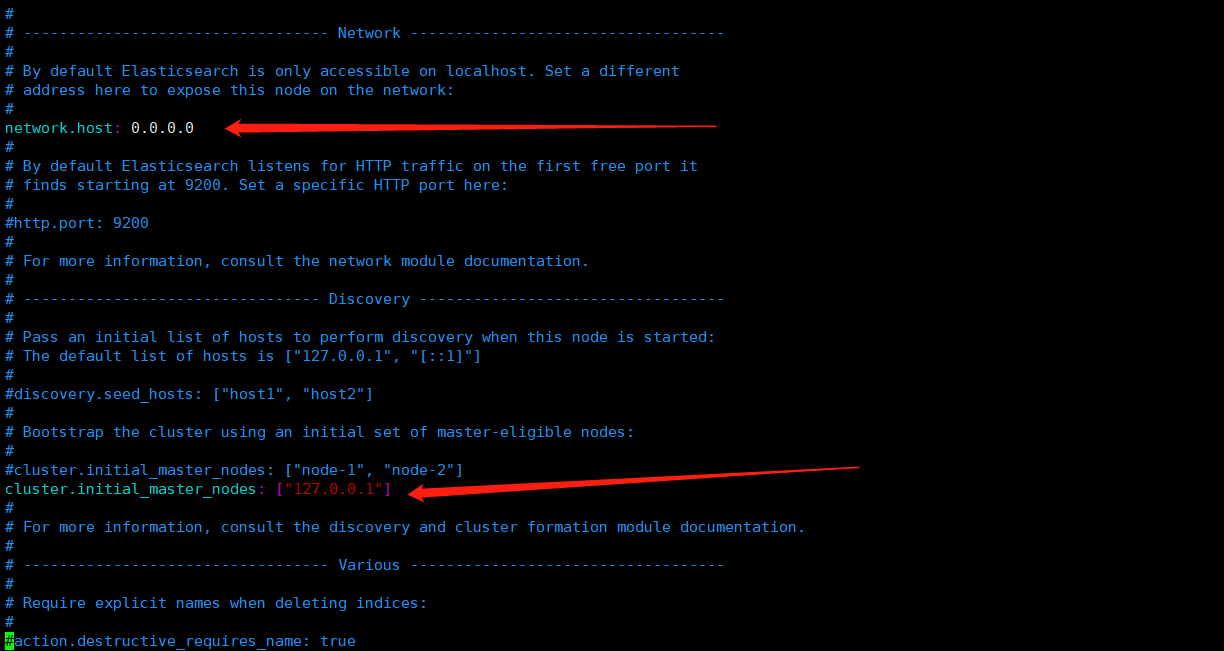 #
# ---------------------------------- Network -----------------------------------
#
# By default Elasticsearch is only accessible on localhost. Set a different
# address here to expose this node on the network:
#
network.host: 0.0.0.0
#
# By default Elasticsearch listens for HTTP traffic on the first free port it
# finds starting at 9200. Set a specific HTTP port here:
#
#http.port: 9200
#
# For more information, consult the network module documentation.
#
# --------------------------------- Discovery ----------------------------------
#
# Pass an initial list of hosts to perform discovery when this node is started:
# The default list of hosts is ["127.0.0.1", "[::1]"]
#
#discovery.seed_hosts: ["host1", "host2"]
#
# Bootstrap the cluster using an initial set of master-eligible nodes:
#
#cluster.initial_master_nodes: ["node-1", "node-2"]
cluster.initial_master_nodes: ["127.0.0.1"]
#
# For more information, consult the discovery and cluster formation module documentation.
#
# ---------------------------------- Various -----------------------------------
#
# Require explicit names when deleting indices:
#
#action.destructive_requires_name: true